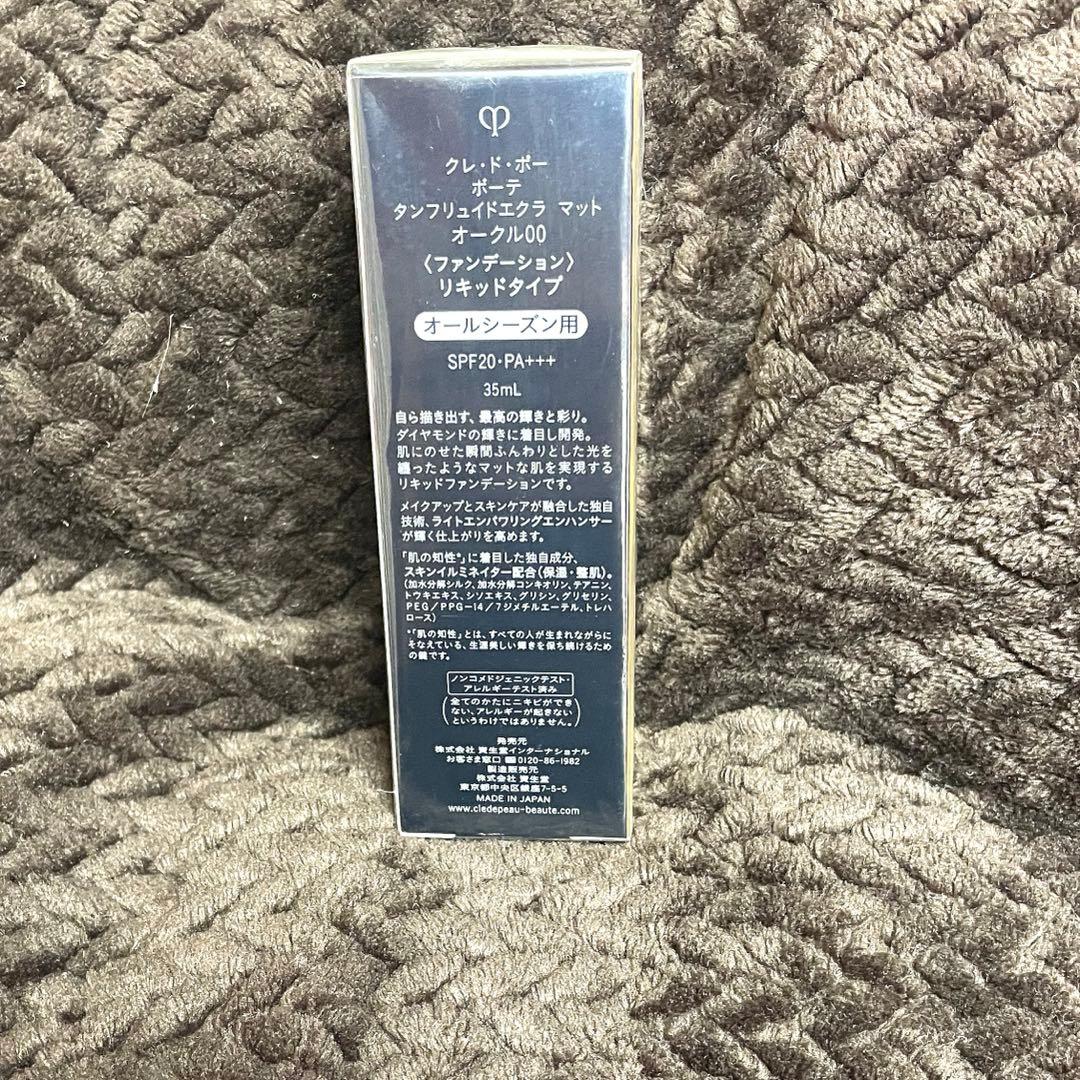 クレ・ド・ポー
ボーテ
タンフリュイドエクラ マット
オークル00
〈ファンデーション〉
リキッドタイプ
オールシーズン用
SPF20・PA+++
35mL
自ら描き出す、最高の輝きと彩り。
ダイヤモンドの輝きに着目し開発。
肌にのせた瞬間ふんわりとした光を
纏ったようなマットな肌を実現する
リキッドファンデーションです。
メイクアップとスキンケアが融合した独自
技術、ライトエンパワリングエンハンサー
が輝く仕上がりを高めます。
「肌の知性*」に着目した独自成分、
スキンイルミネイター配合(保湿・整肌)。
(加水分解シルク、加水分解コンキオリン、テアニン、
トウキエキス、シソエキス、グリシン、グリセリン、
PEG/PPG-14/7ジメチルエーテル、トレハ
ロース)
*「肌の知性」とは、すべての人が生まれながらに
そなえている、生涯美しい輝きを保ち続けるため
の鍵です。
ノンコメドジェニックテスト・
アレルギーテスト済み
(全てのかたにニキビができ
ない、アレルギーが起きない
というわけではありません。)
発売元
株式会社 資生堂インターナショナル
お客さま窓口 0120-86-1982
製造販売元
株式会社 資生堂
東京都中央区銀座7-5-5
MADE IN JAPAN
www.cledepeau-beaute.com